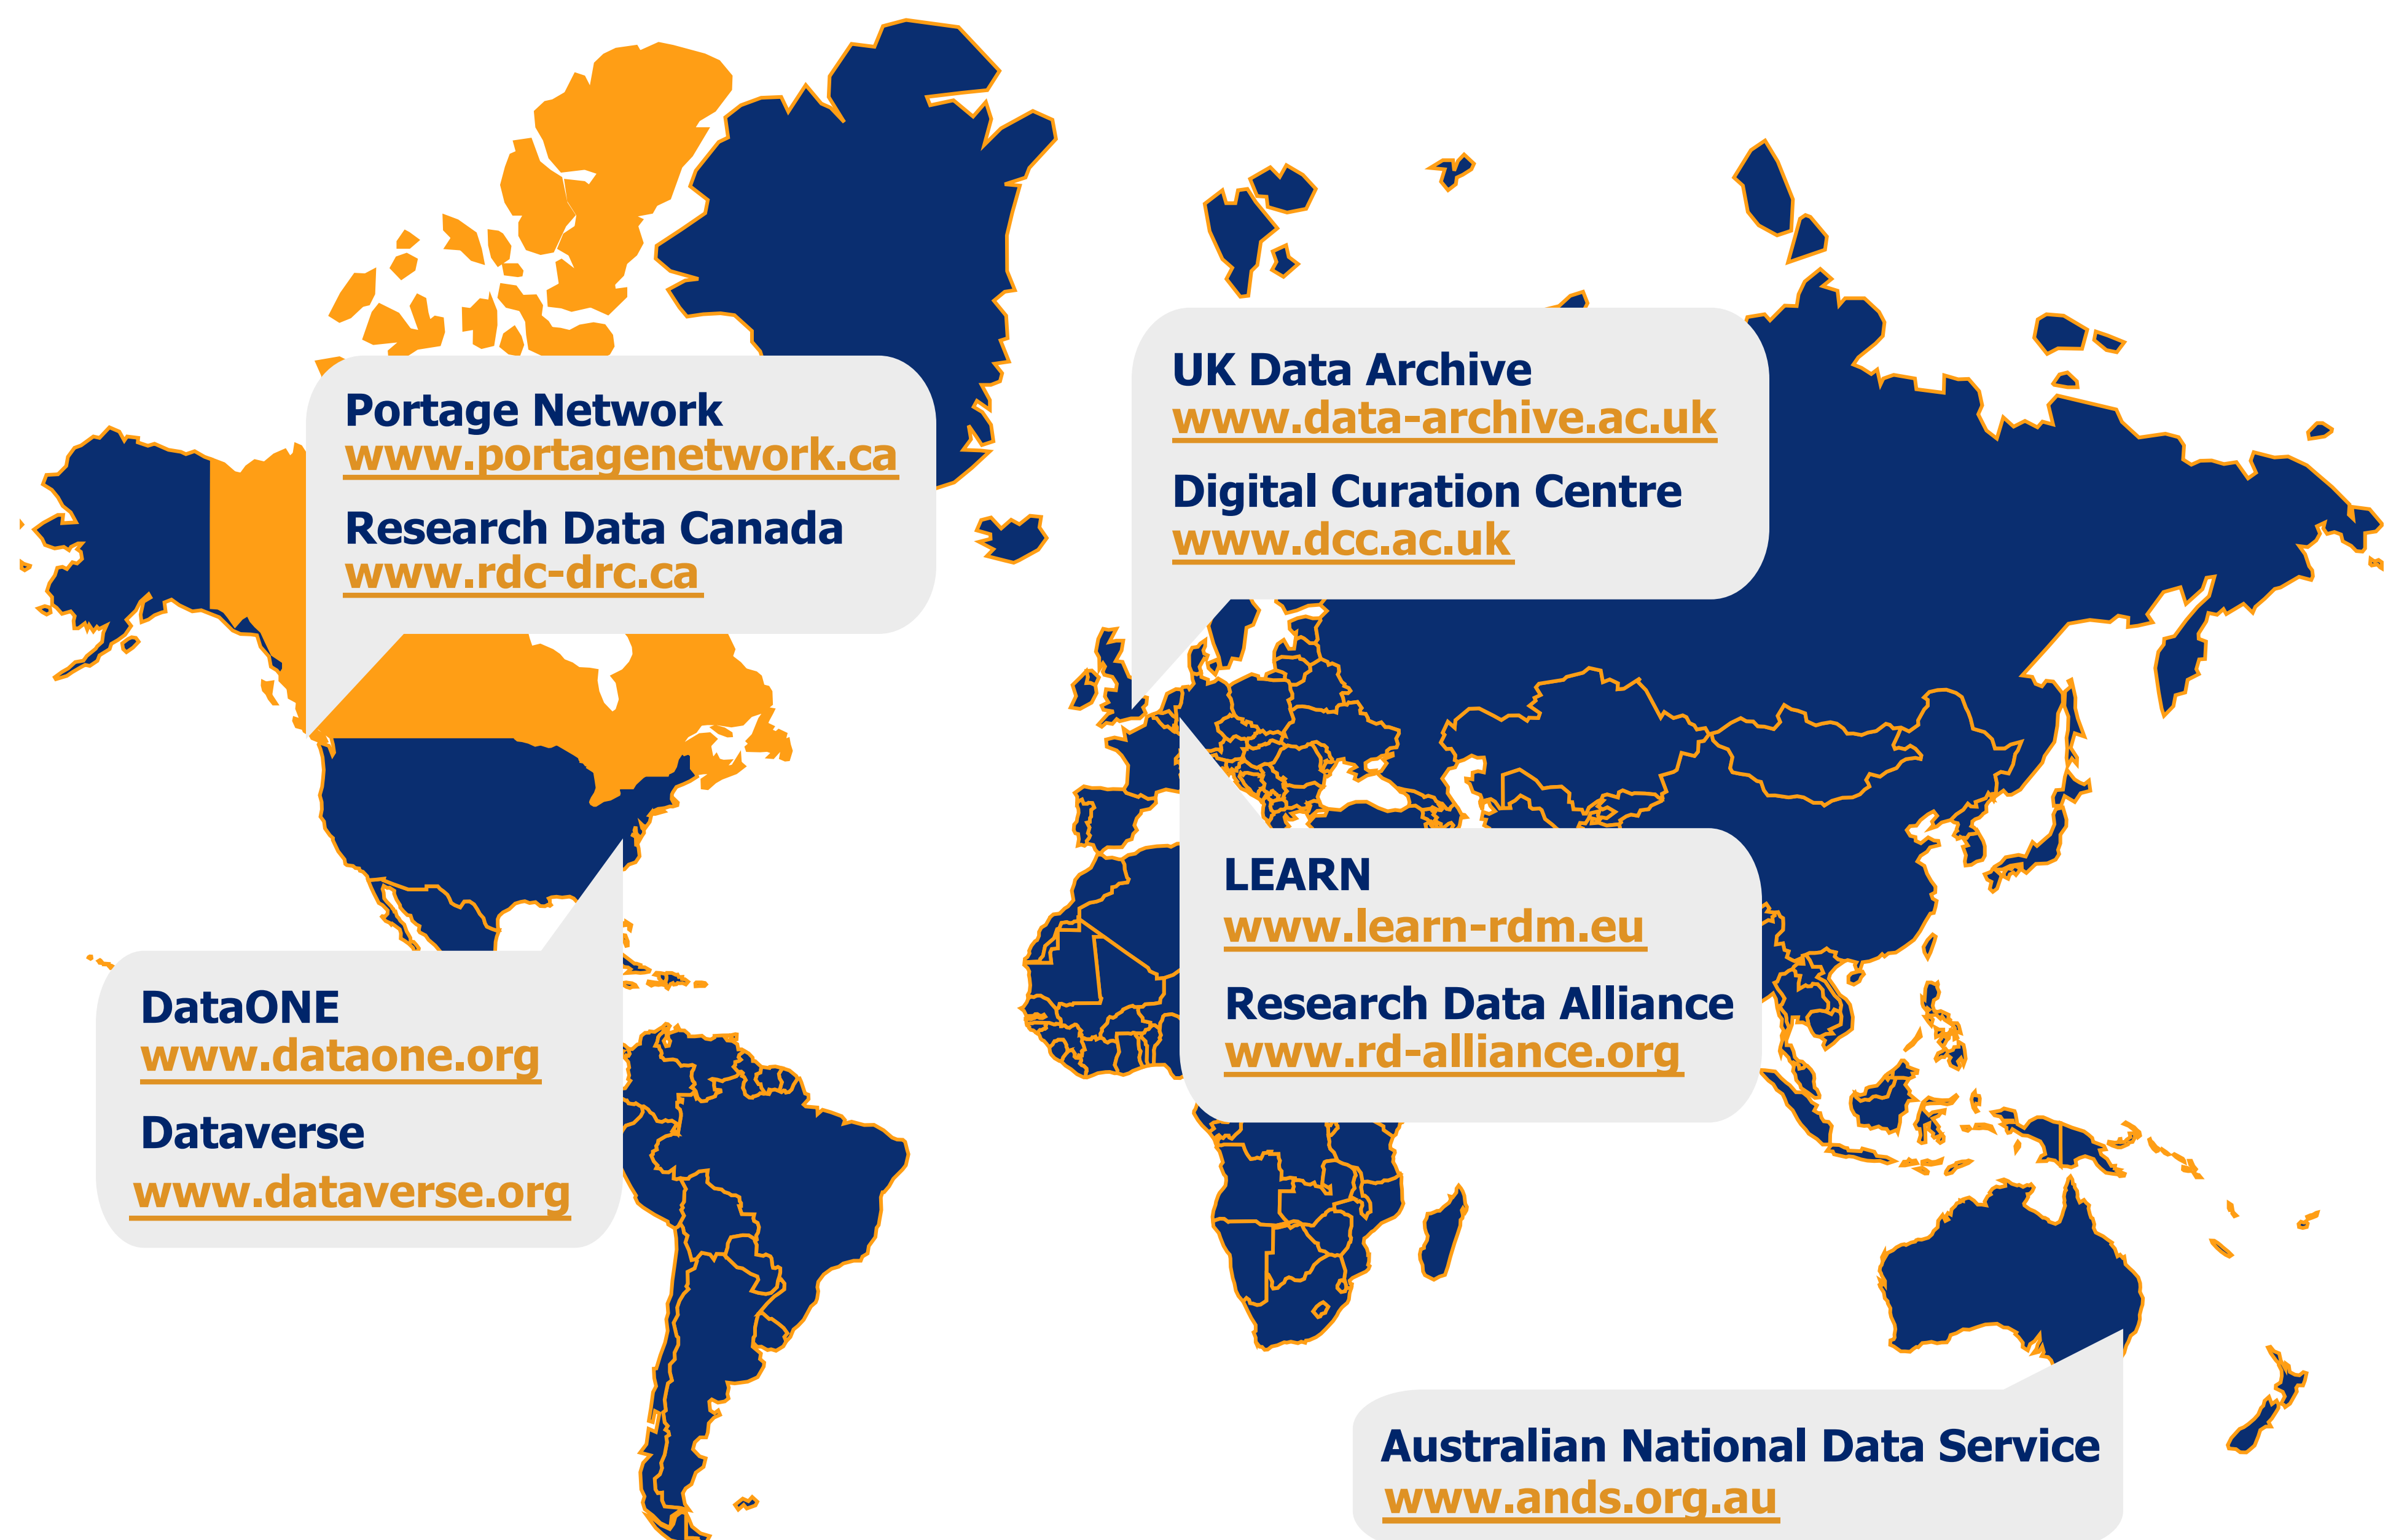 Portage Network
www.portagenetwork.ca
Research Data Canada
www.rdc-drc.ca
UK Data Archive
www.data-archive.ac.uk
Digital Curation Centre
www.dcc.ac.uk
LEARN
www.learn-rdm.eu
Research Data Alliance
www.rd-alliance.org
DataONE
www.dataone.org
Dataverse
www.dataverse.org
Australian National Data Service
www.ands.org.au